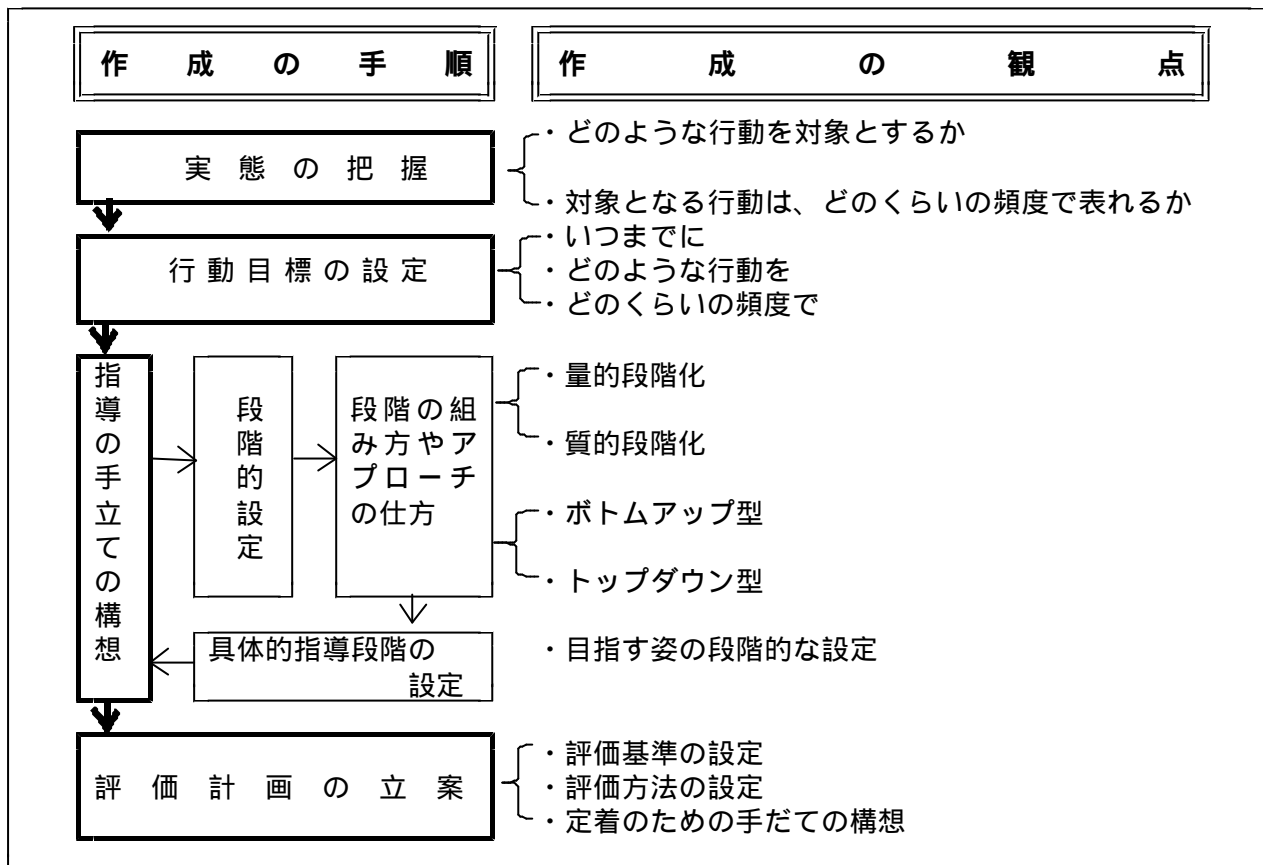 作成の手順
作成の観点
実態の把握
・どのような行動を対象とするか
・対象となる行動は、どのくらいの頻度で表れるか
行動目標の設定
・いつまでに
・どのような行動を
・どのくらいの頻度で
指導の手立ての構想
段階的設定
段階の組
み方やア
プローチ
の仕方
・量的段階化
・質的段階化
・ボトムアップ型
・トップダウン型
具体的指導段階の
設定
・目指す姿の段階的な設定
評価計画の立案
・評価基準の設定
・評価方法の設定
・定着のための手だての構想